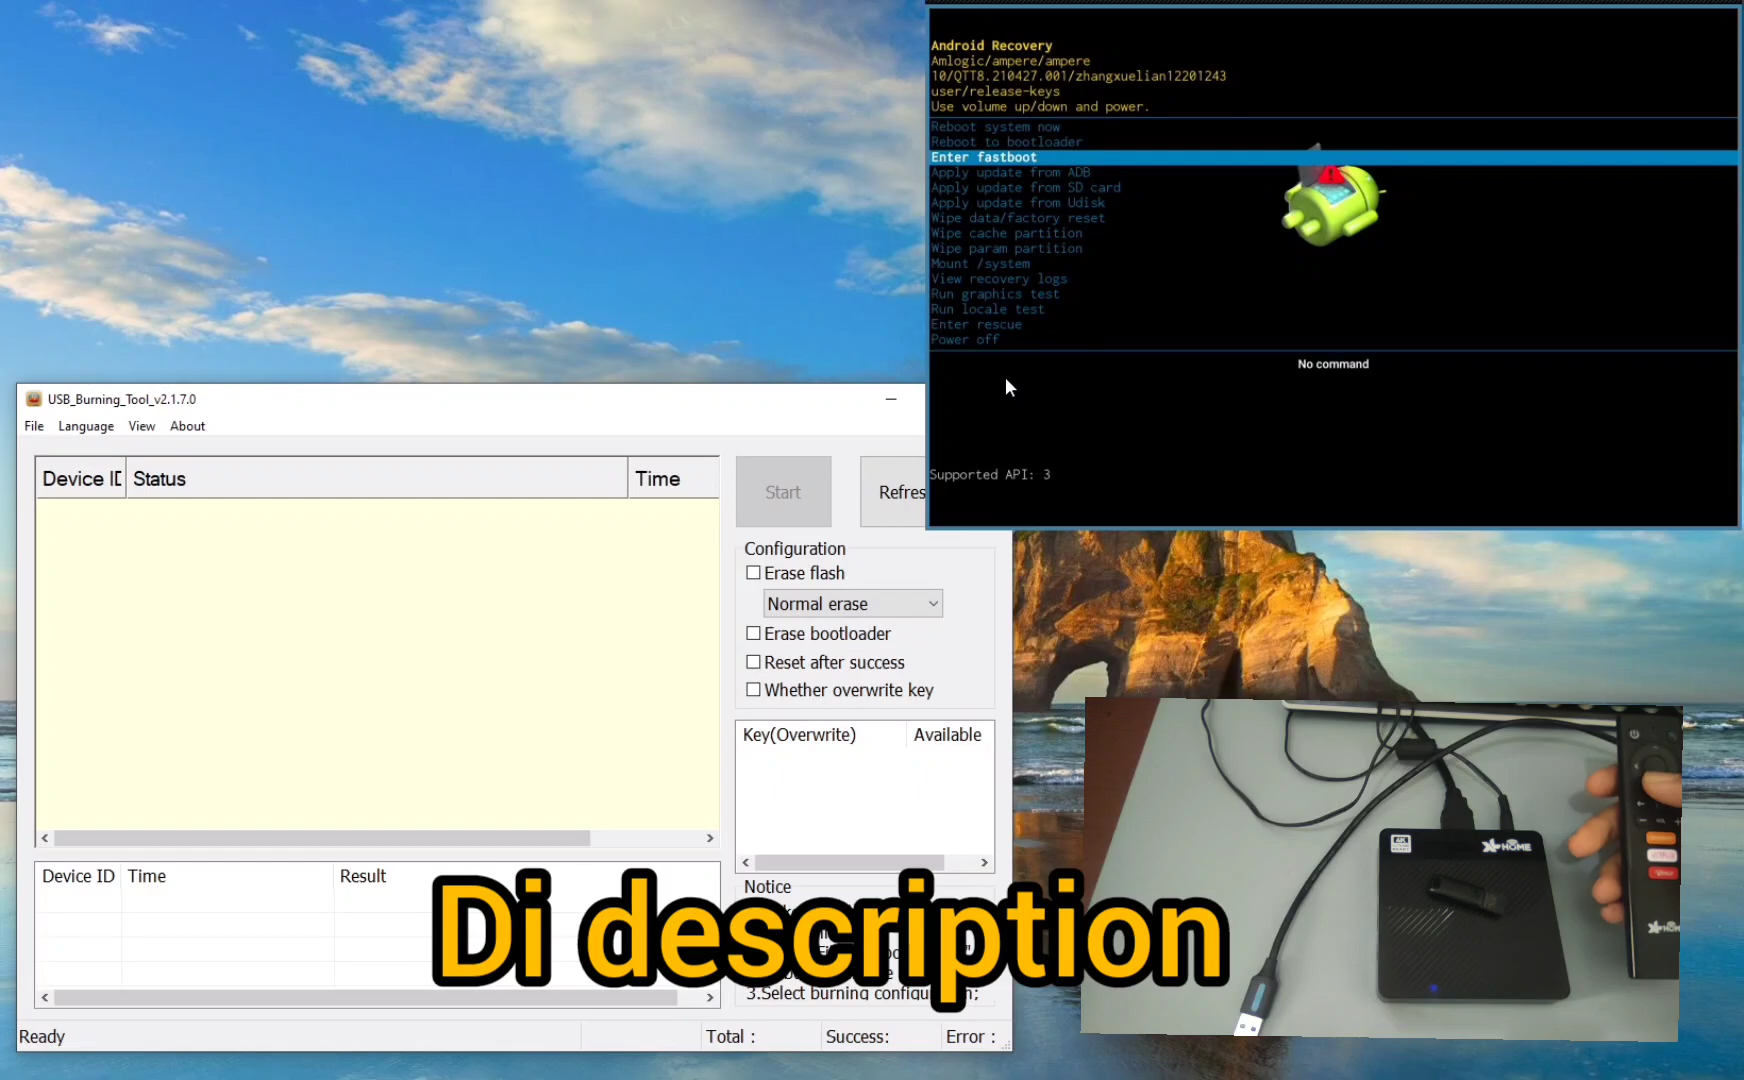 Android Recovery
Amlogic/ampere/ampere
10/QTT8.210427.001/zhangxuelian12201243
user/release-keys
Use volume up/down and power.
Reboot system now
Reboot to bootloader
Enter fastboot
Apply update from ADB
Apply update from SD card
Apply update from Udisk
Wipe data/factory reset
Wipe cache partition
Wipe param partition
Mount /system
View recovery logs
Run graphics test
Run locale test
Enter rescue
Power off
No command
Supported API: 3
USB_Burning_Tool_v2.1.7.0
File Language View About
Device ID Status Time
Start Refres
Configuration
Erase flash
Normal erase
Erase bootloader
Reset after success
Whether overwrite key
Key(Overwrite) Available
Device ID Time Result
Notice
3.Select burning
Di description
Ready Total : Success: Error :
4K
HOME